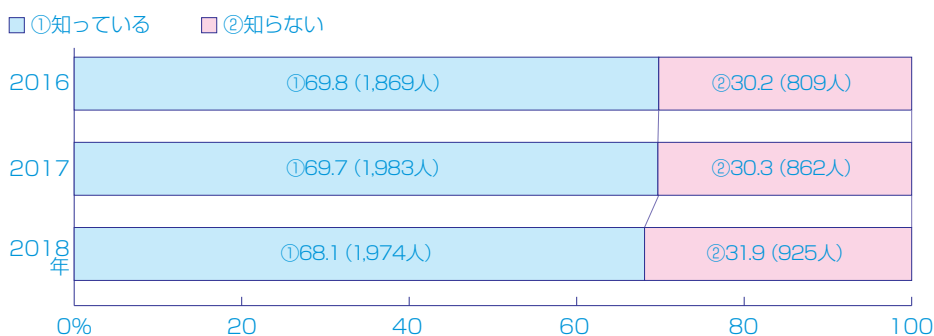 ①知っている ②知らない
2016 ①69.8（1,869人） ②30.2（809人）
2017 ①69.7（1,983人） ②30.3（862人）
2018 ①68.1（1,974人） ②31.9（925人）
年
0% 20 40 60 80 100